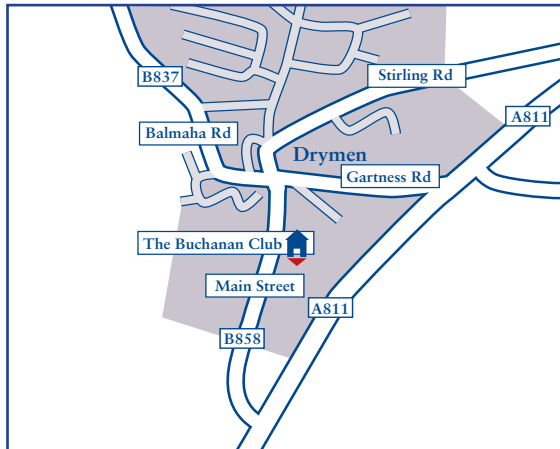 B837
Stirling Rd
A811
Balmaha Rd
Drymen
Gartness Rd
The Buchanan Club
Main Street
A811
B858